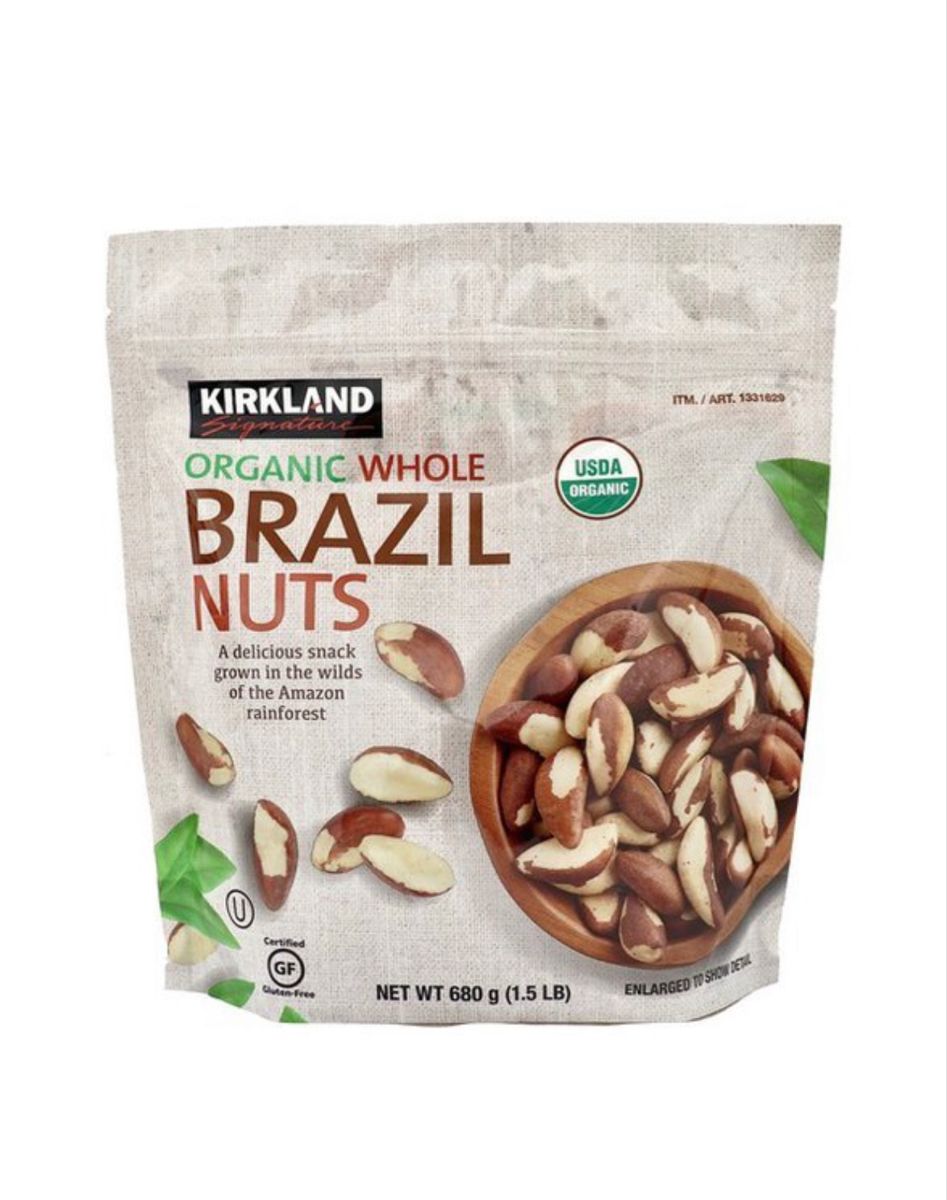 KIRKLAND
Signature
ITM. / ART. 1331629
ORGANIC WHOLE
BRAZIL
NUTS
USDA
ORGANIC
A delicious snack
grown in the wilds
of the Amazon
rainforest
U
Certified
GF
Gluten-Free
NET WT 680 g (1.5 LB)
ENLARGED TO SHOW DETAIL